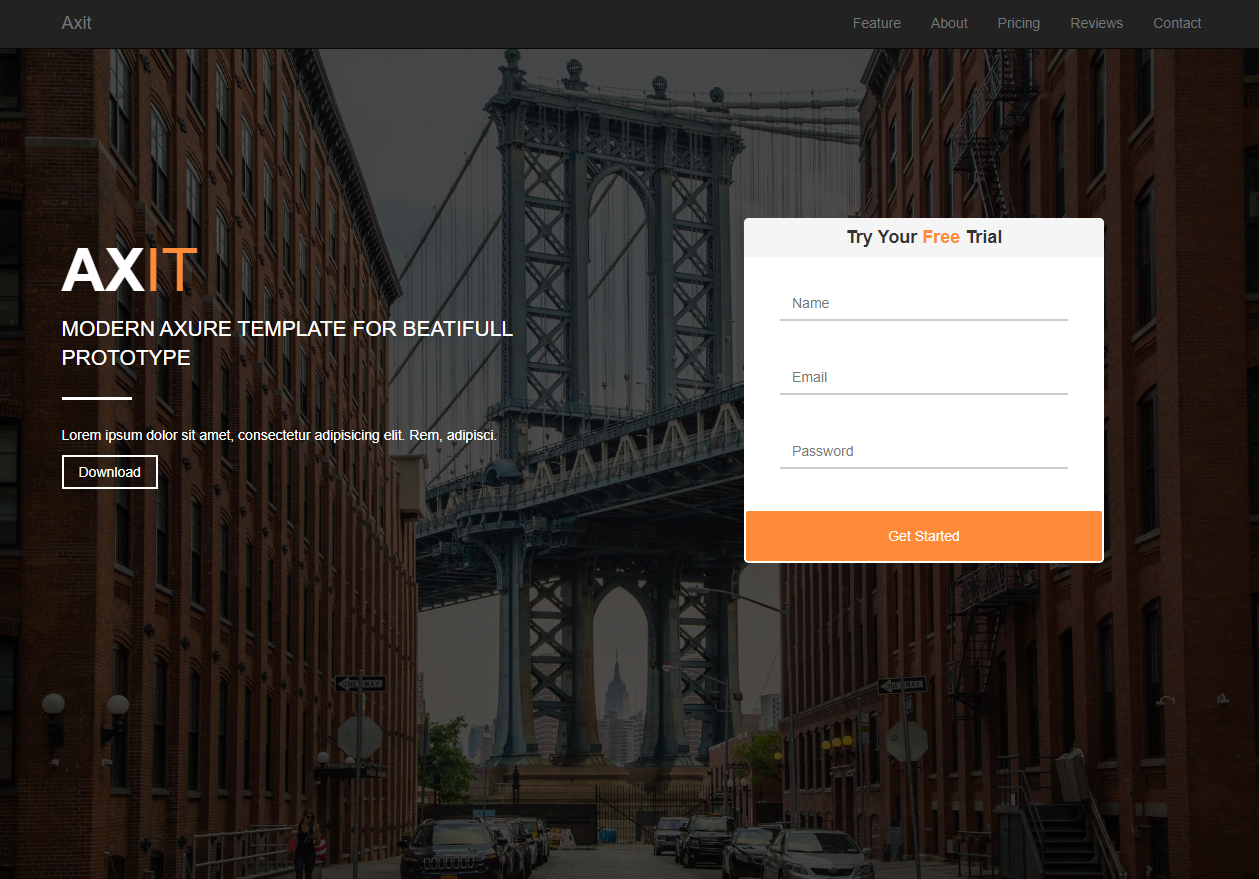 Axit
Feature About Pricing Reviews Contact
AXIT
MODERN AXURE TEMPLATE FOR BEATIFULL
PROTOTYPE
Lorem ipsum dolor sit amet, consectetur adipisicing elit. Rem, adipisci.
Download
Try Your Free Trial
Name
Email
Password
Get Started
ONE WAY
ONE WAY